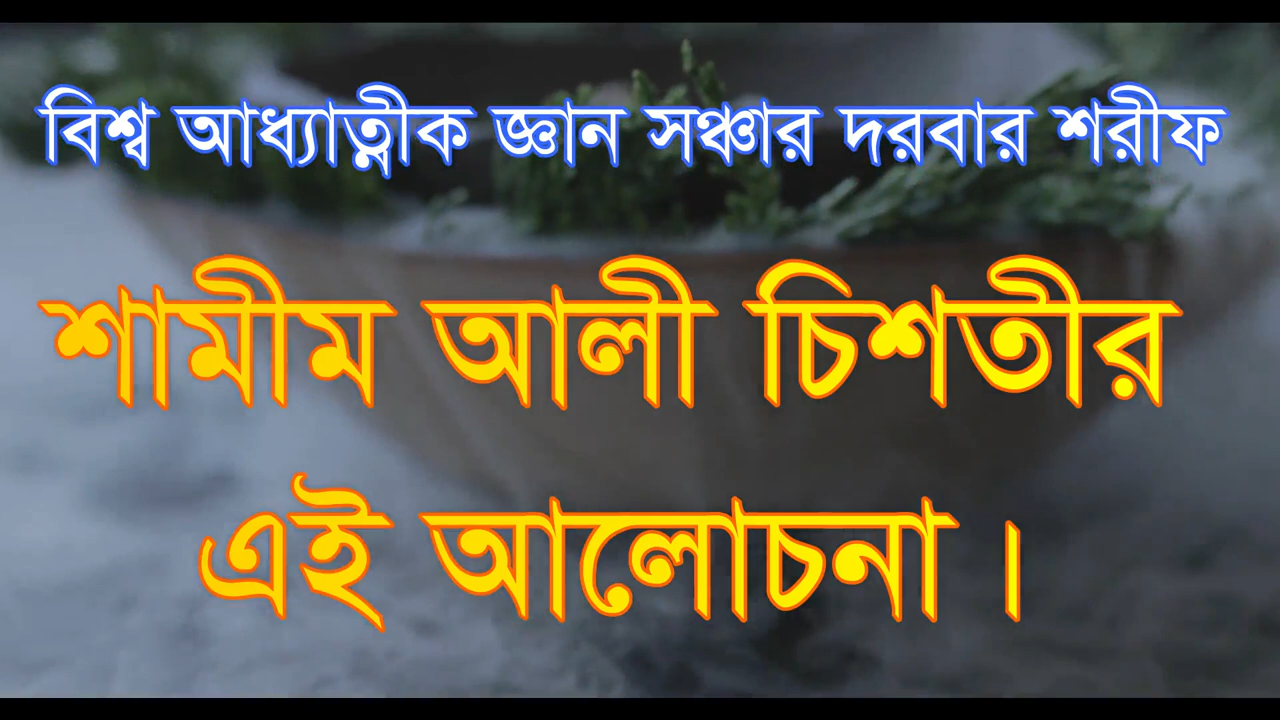 বিশ্ব আধ্যাত্নীক জ্ঞান সঞ্চার দরবার শরীফ
শামীম আলী চিশতীর
এই আলোচনা।